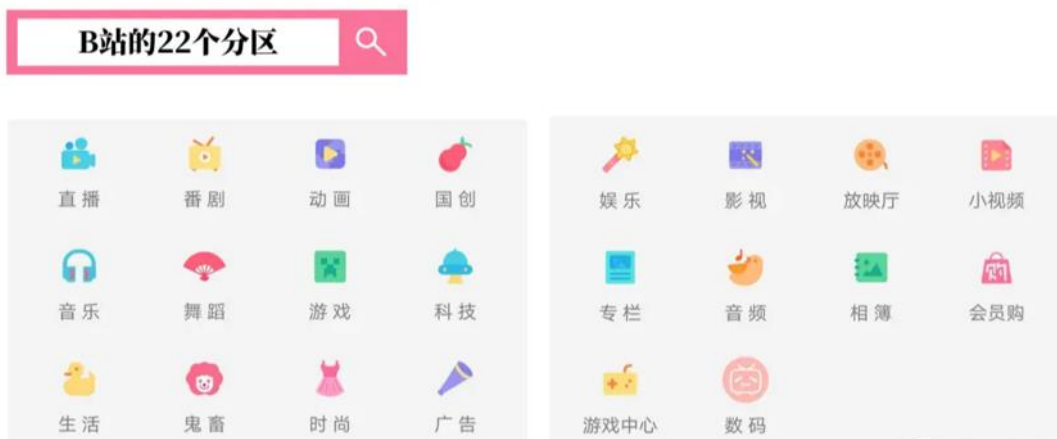 B站的22个分区
直播 番剧 动画 国创
音乐 舞蹈 游戏 科技
生活 鬼畜 时尚 广告
娱乐 影视 放映厅 小视频
专栏 音频 相簿 购 会员购
游戏中心 数码